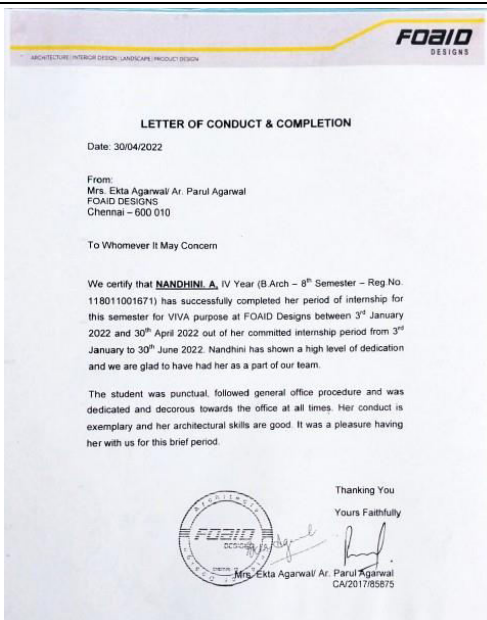 FOAID
DESIGNS
ARCHITECTURE | INTERIOR DESIGN | LANDSCAPE | PRODUCT DESIGN
LETTER OF CONDUCT & COMPLETION
Date: 30/04/2022
From:
Mrs. Ekta Agarwal/ Ar. Parul Agarwal
FOAID DESIGNS
Chennai – 600 010
To Whomever It May Concern
We certify that NANDHINI. A, IV Year (B.Arch – 8th Semester – Reg.No.
118011001671) has successfully completed her period of internship for
this semester for VIVA purpose at FOAID Designs between 3rd January
2022 and 30th April 2022 out of her committed internship period from 3rd
January to 30th June 2022. Nandhini has shown a high level of dedication
and we are glad to have had her as a part of our team.
The student was punctual, followed general office procedure and was
dedicated and decorous towards the office at all times. Her conduct is
exemplary and her architectural skills are good. It was a pleasure having
her with us for this brief period.
Thanking You
Yours Faithfully
FOAID
DESIGNS
Mrs. Ekta Agarwal/ Ar. Parul Agarwal
CA/2017/85875